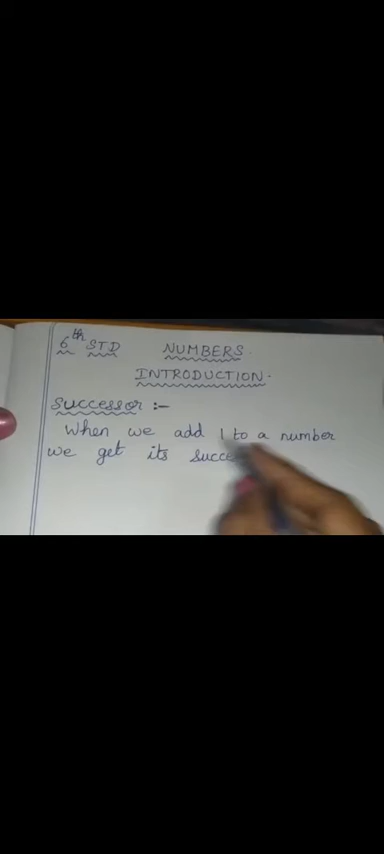 6th STD NUMBERS.
INTRODUCTION.
Successor :-
When we add 1 to a number
we get its